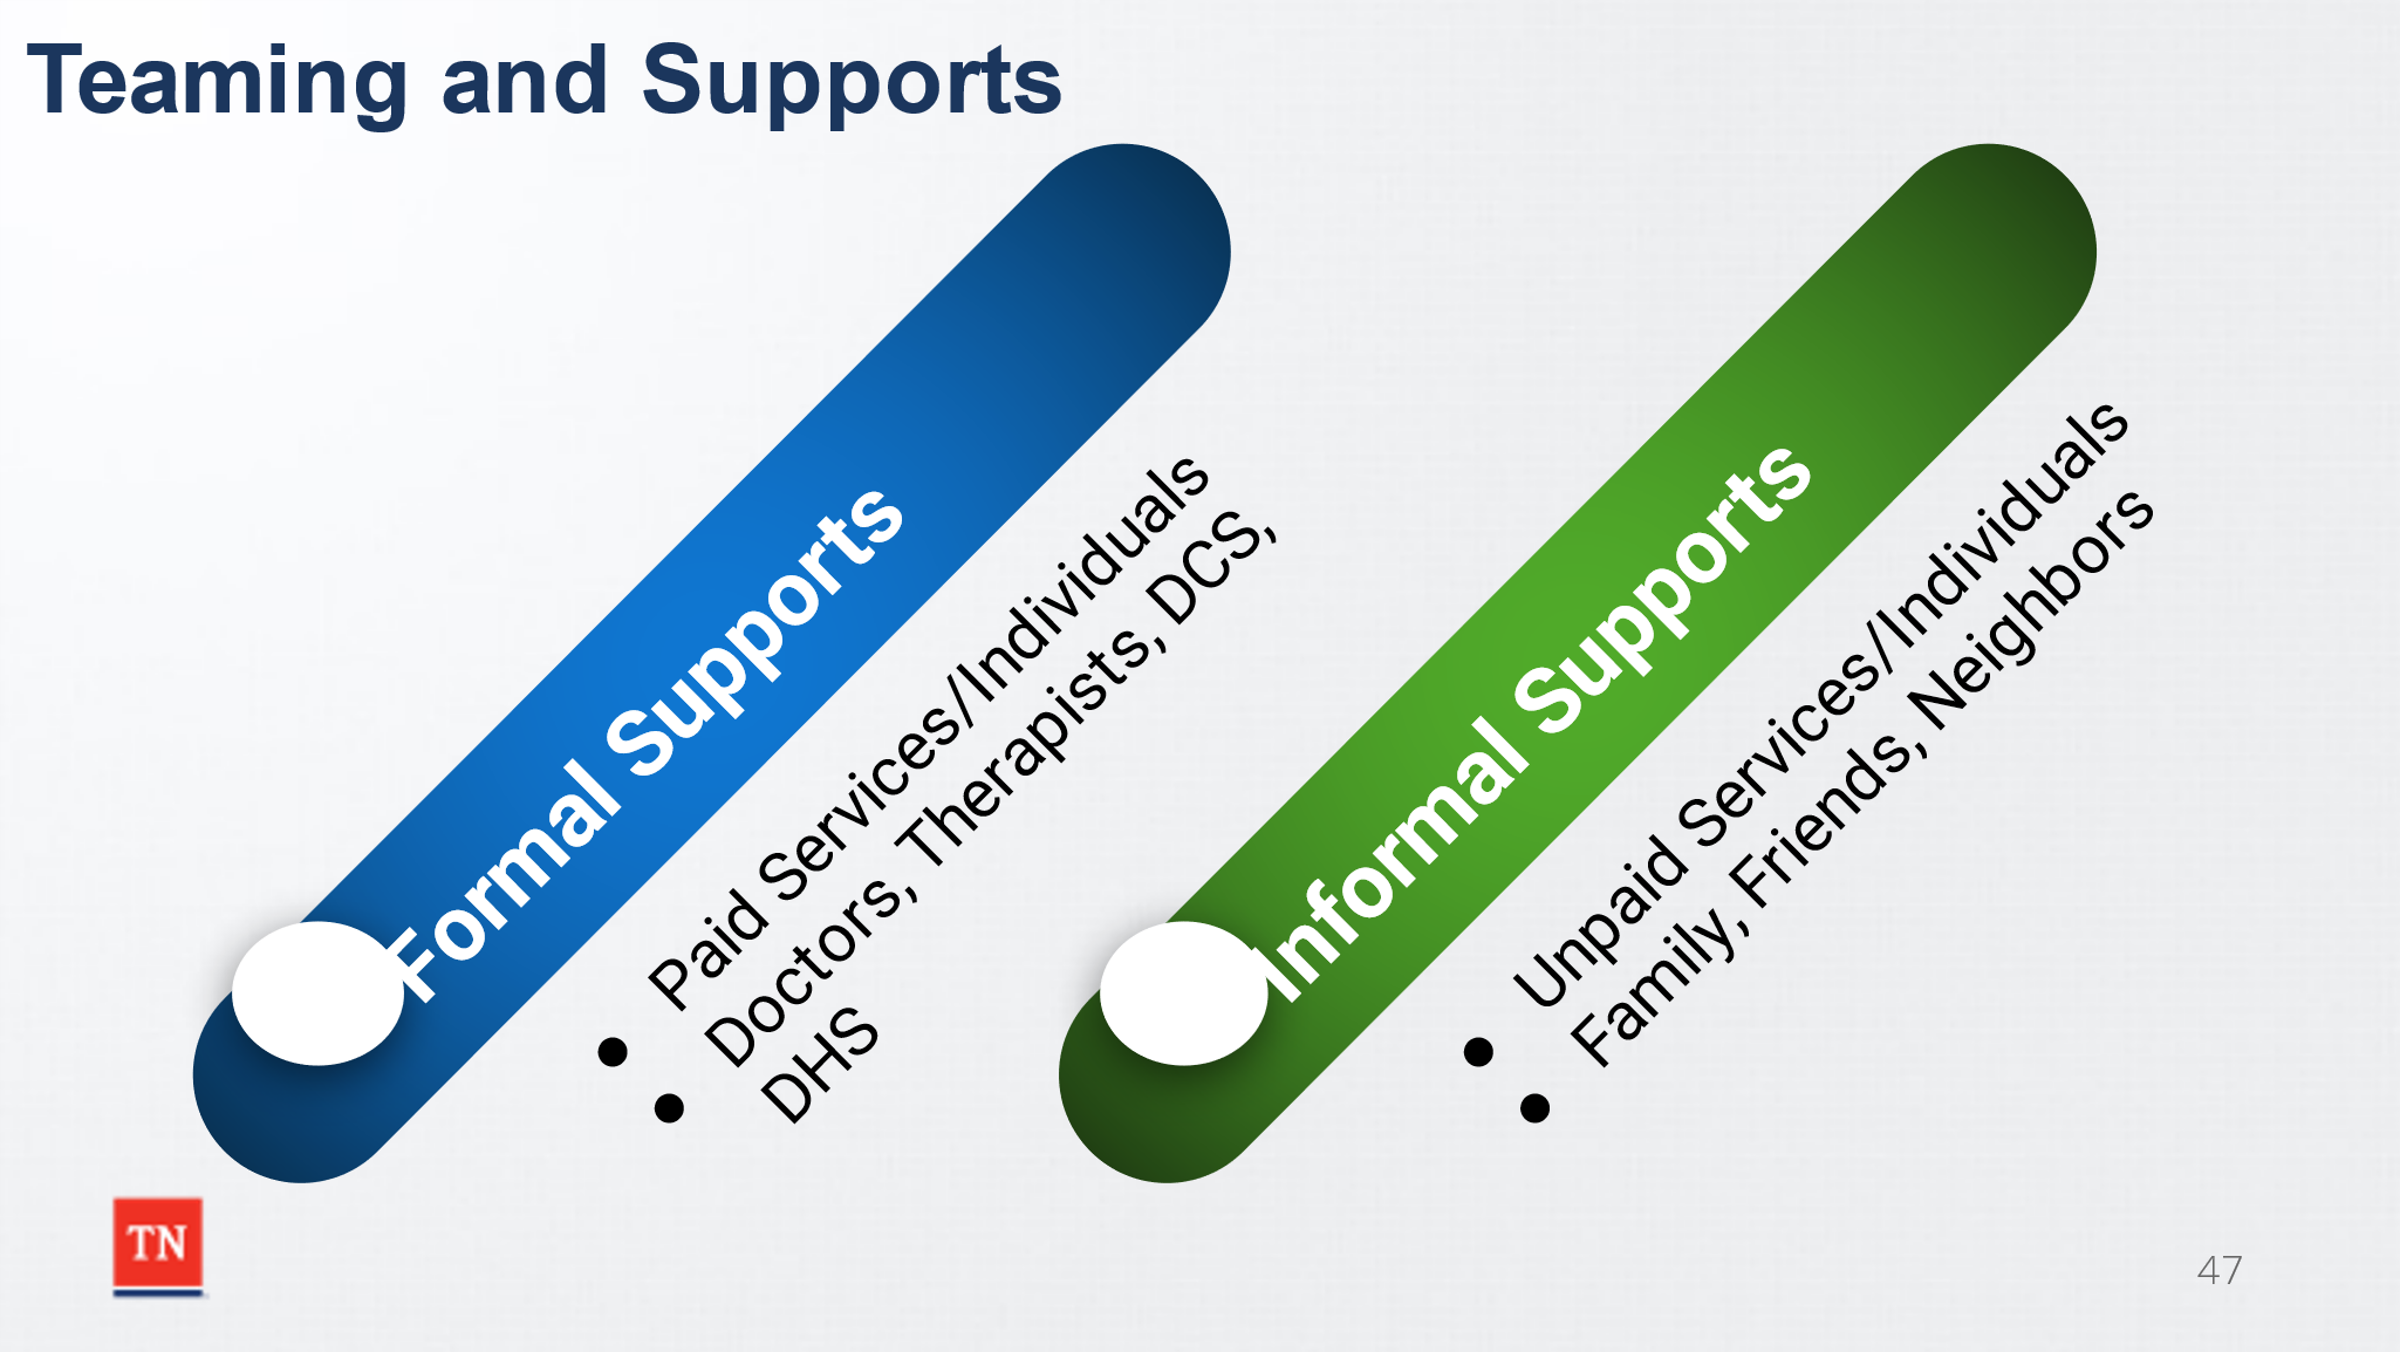 Teaming and Supports
Formal Supports
• Paid Services/Individuals
• Doctors, Therapists, DCS,
DHS
Informal Supports
• Unpaid Services/Individuals
• Family, Friends, Neighbors
TN
47